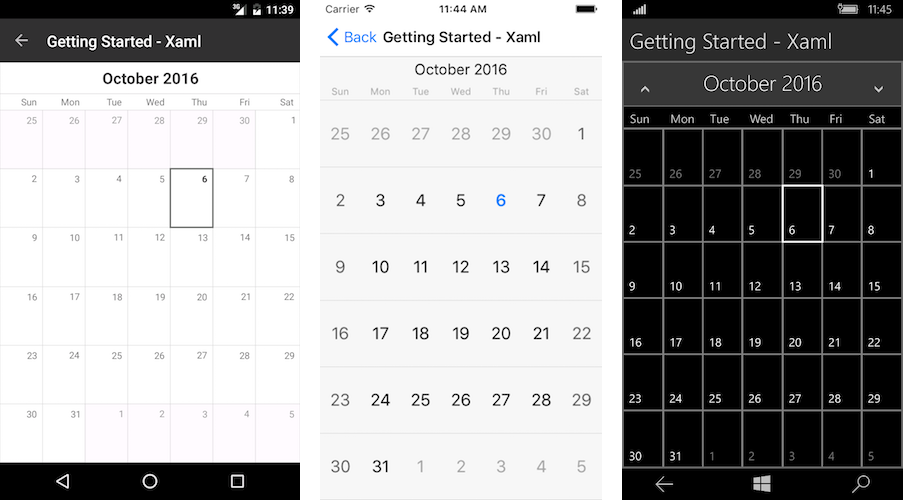 3G 11:39
Getting Started - Xaml
October 2016
Sun Mon Tue Wed Thu Fri Sat
25 26 27 28 29 30 1
2 3 4 5 6 7 8
9 10 11 12 13 14 15
16 17 18 19 20 21 22
23 24 25 26 27 28 29
30 31 1 2 3 4 5
Carrier 11:44 AM
Back Getting Started - Xaml
October 2016
Sun Mon Tue Wed Thu Fri Sat
25 26 27 28 29 30 1
2 3 4 5 6 7 8
9 10 11 12 13 14 15
16 17 18 19 20 21 22
23 24 25 26 27 28 29
30 31 1 2 3 4 5
11:45
Getting Started - Xaml
October 2016
Sun Mon Tue Wed Thu Fri Sat
25 26 27 28 29 30 1
2 3 4 5 6 7 8
9 10 11 12 13 14 15
16 17 18 19 20 21 22
23 24 25 26 27 28 29
30 31 1 2 3 4 5